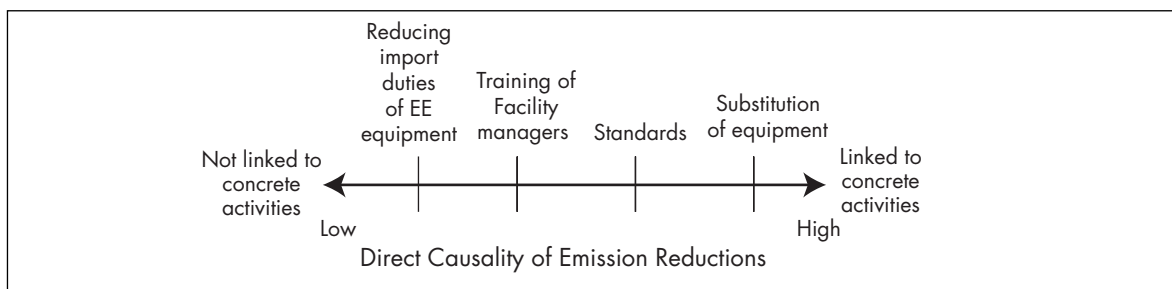 Reducing
import
duties
of EE
equipment
Training of
Facility
managers
Standards
Substitution
of equipment
Not linked to
concrete
activities
Linked to
concrete
activities
Low
High
Direct Causality of Emission Reductions